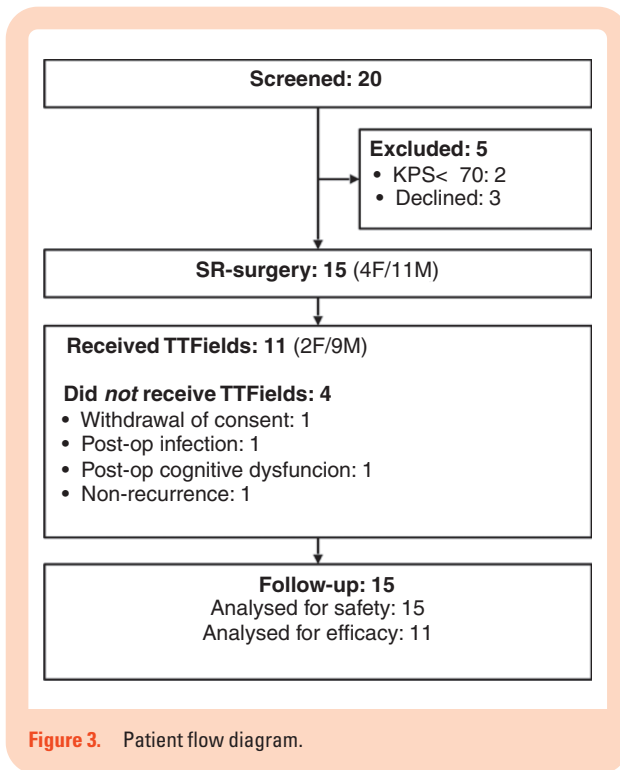 Screened: 20
Excluded: 5
• KPS< 70: 2
• Declined: 3
SR-surgery: 15 (4F/11M)
Received TTFields: 11 (2F/9M)
Did not receive TTFields: 4
• Withdrawal of consent: 1
• Post-op infection: 1
• Post-op cognitive dysfuncion: 1
• Non-recurrence: 1
Follow-up: 15
Analysed for safety: 15
Analysed for efficacy: 11
Figure 3. Patient flow diagram.